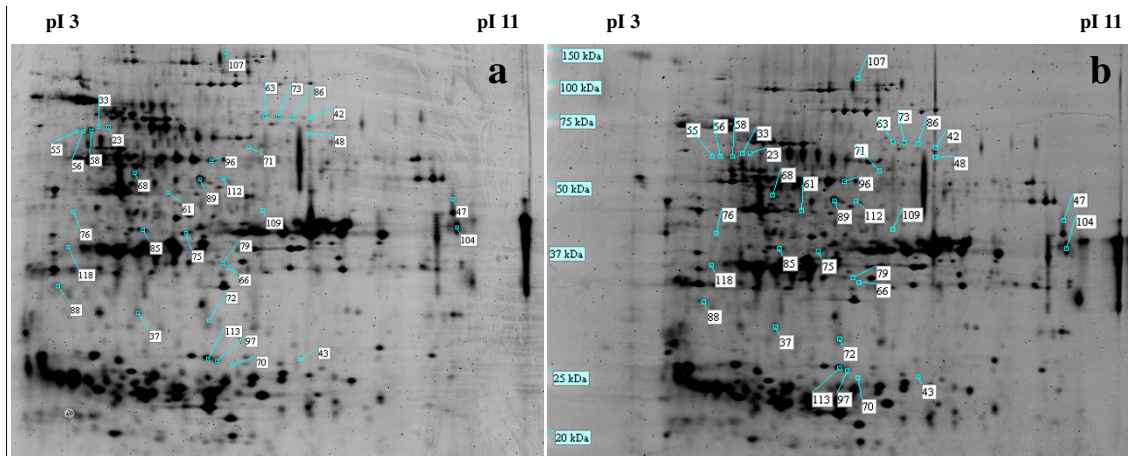 pI 3 pI 11 pI 3 pI 11
a
107
63 73 86
33 42
23 48
55
56 58 96 71
68 89 112
61
47
76 109
104
85
118 75 79
66
88
72
37
113 97
70 43
b
150 kDa
107
100 kDa
75 kDa
63 73 86
55 56 58 33 42
23 48
71
50 kDa
68 61 96
76 89 112 109 47
104
37 kDa
118 85 75
79
66
88
37
72
25 kDa
113 97 70 43
20 kDa